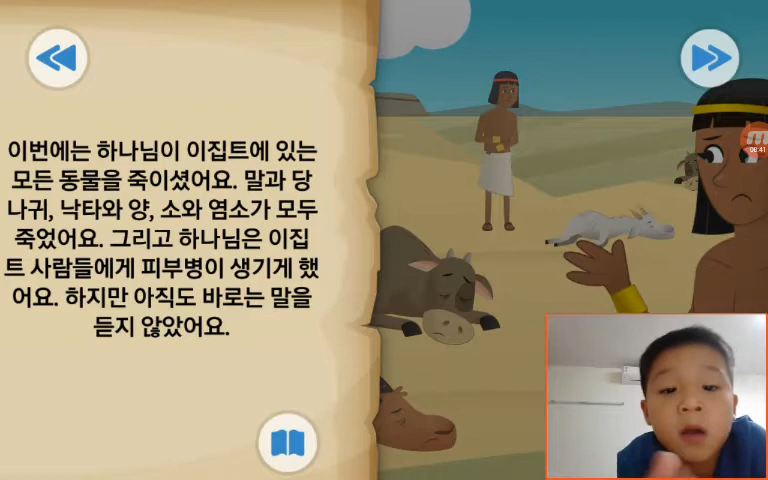 이번에는 하나님이 이집트에 있는
모든 동물을 죽이셨어요. 말과 당
나귀, 낙타와 양, 소와 염소가 모두
죽었어요. 그리고 하나님은 이집
트 사람들에게 피부병이 생기게 했
어요. 하지만 아직도 바로는 말을
듣지 않았어요.
08:41